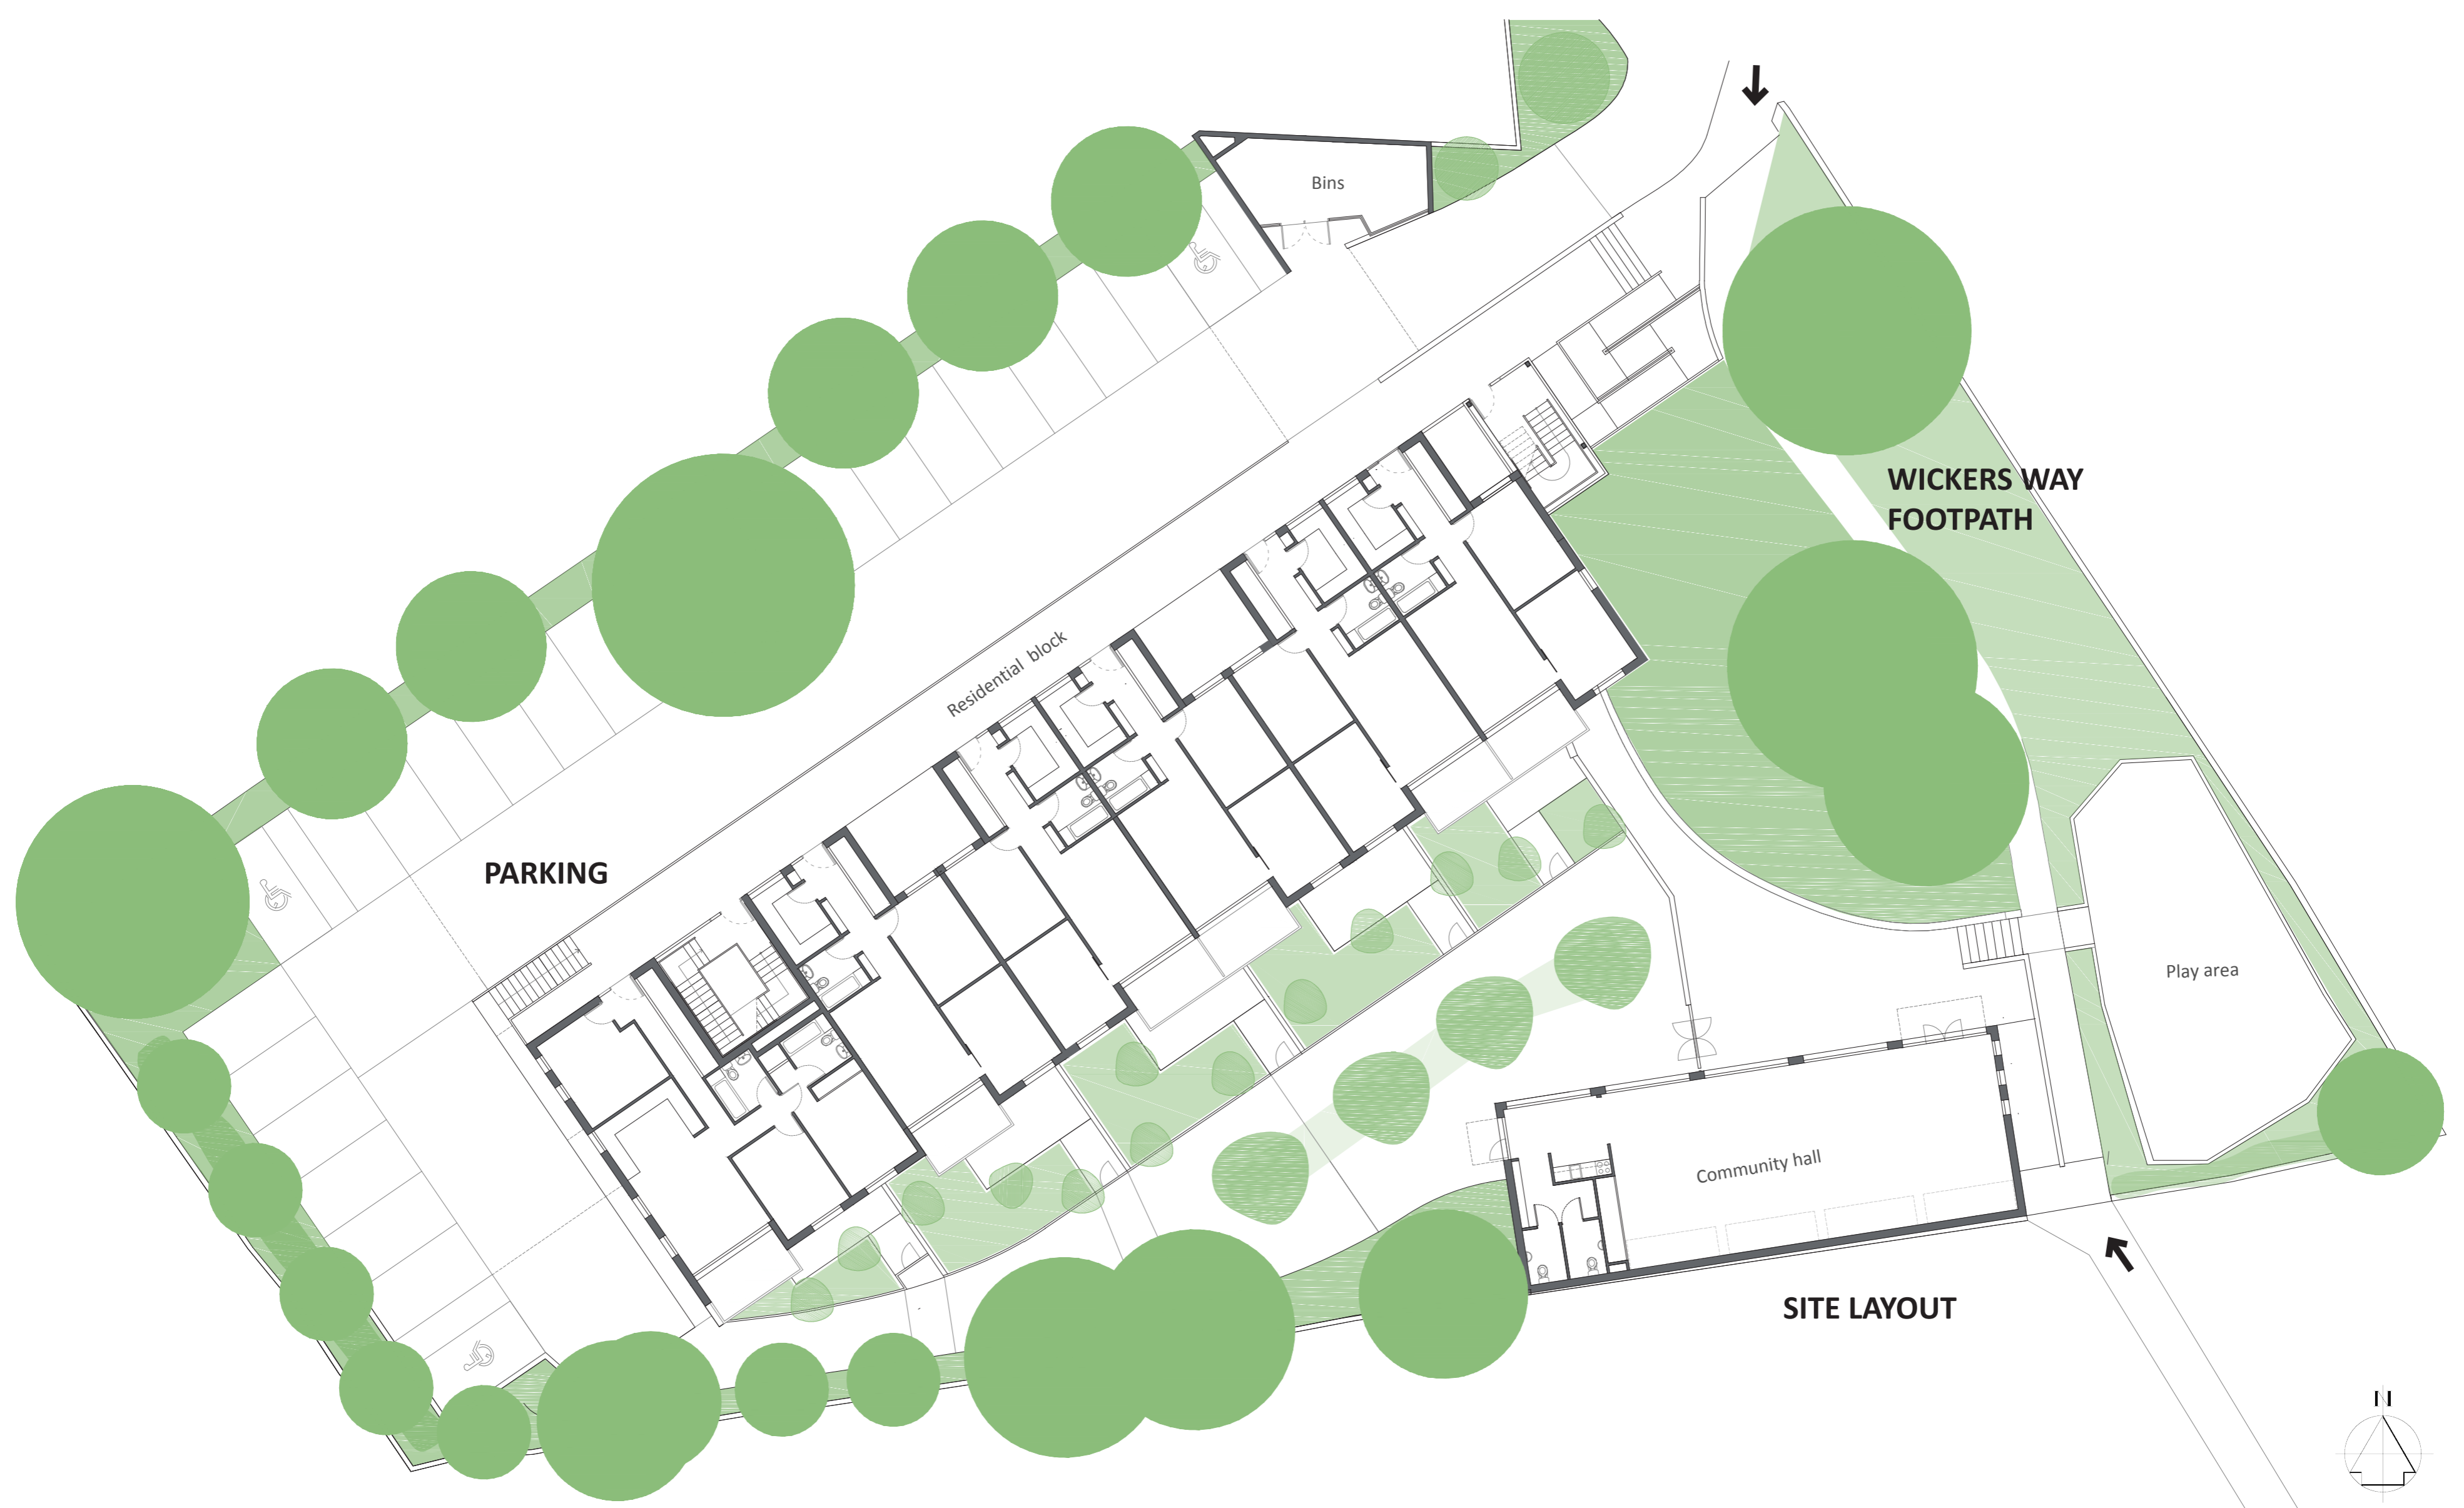 Bins
WICKERS WAY
FOOTPATH
Residential block
PARKING
Play area
Community hall
SITE LAYOUT
N